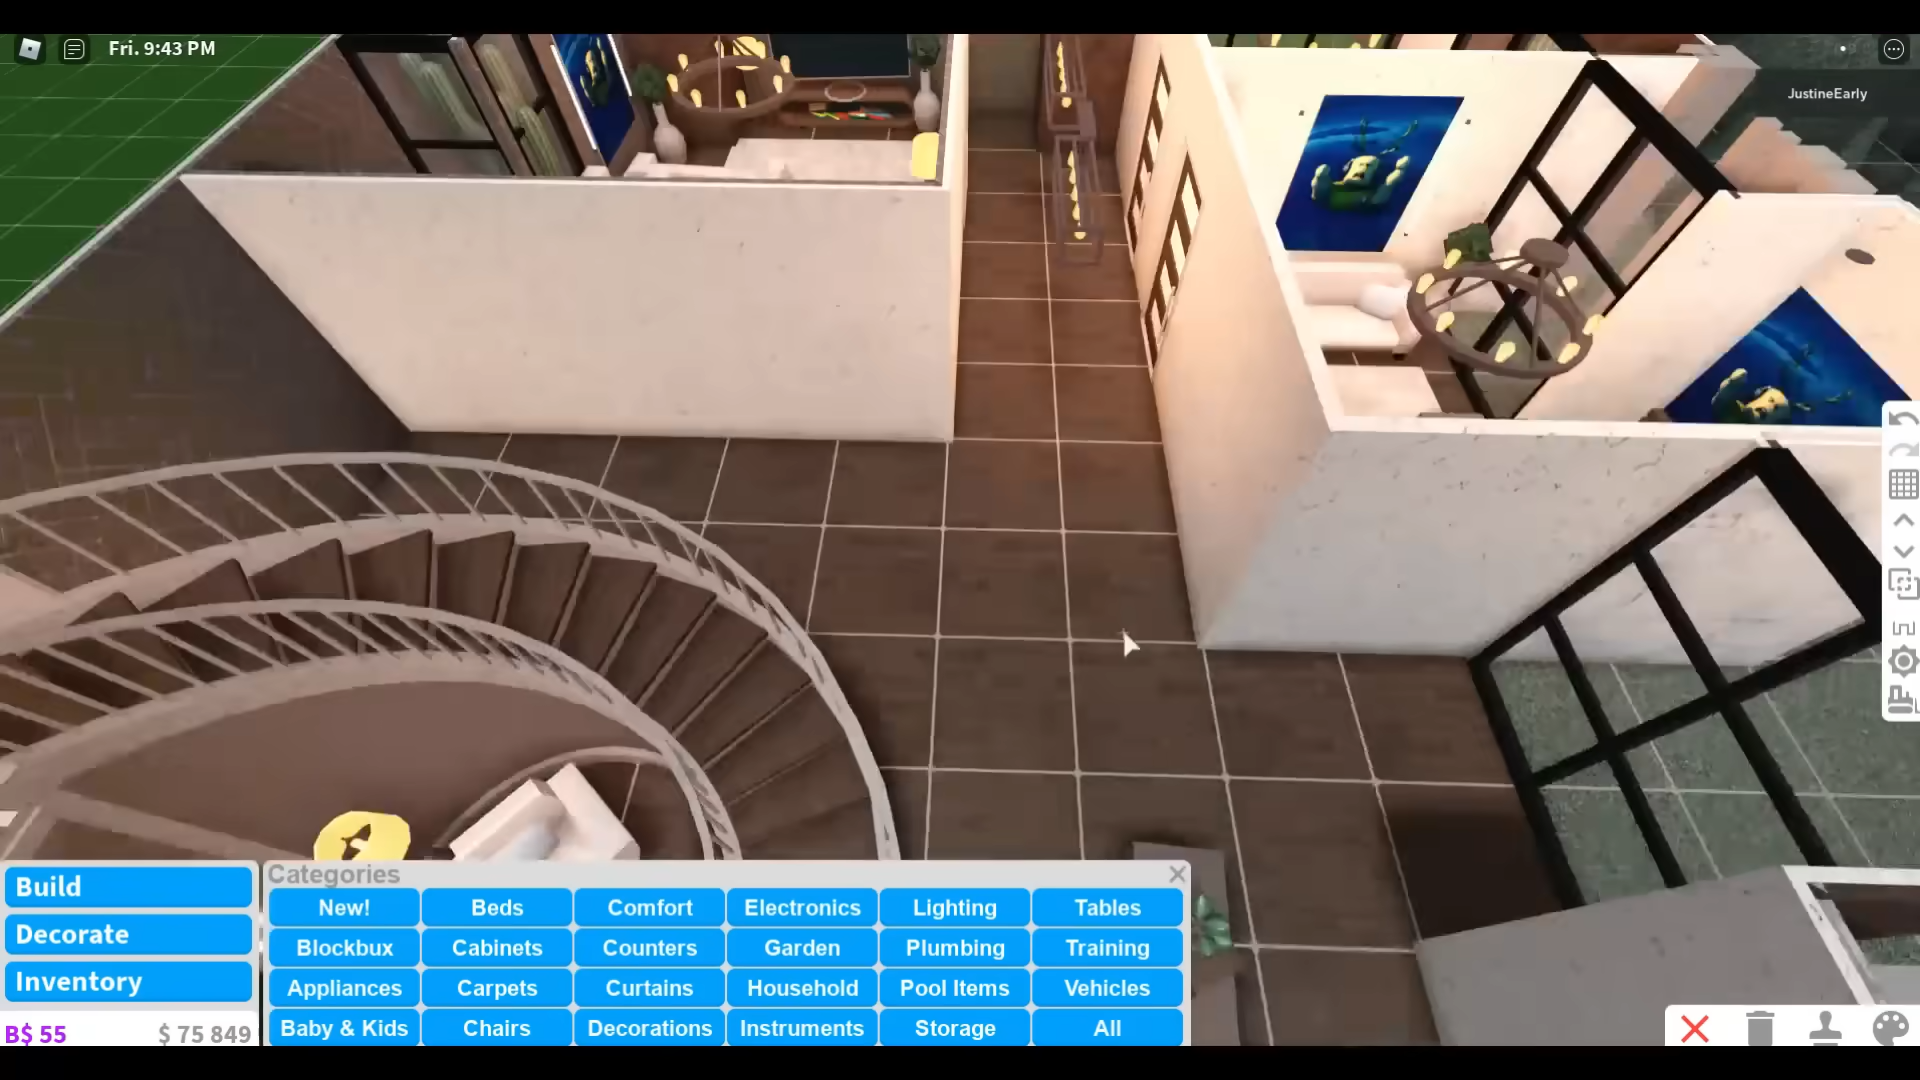 Fri. 9:43 PM
JustineEarly
Build
Decorate
Inventory
B$ 55
$ 75 849
Categories
New!
Beds
Comfort
Electronics
Lighting
Tables
Blockbux
Cabinets
Counters
Garden
Plumbing
Training
Appliances
Carpets
Curtains
Household
Pool Items
Vehicles
Baby & Kids
Chairs
Decorations
Instruments
Storage
All